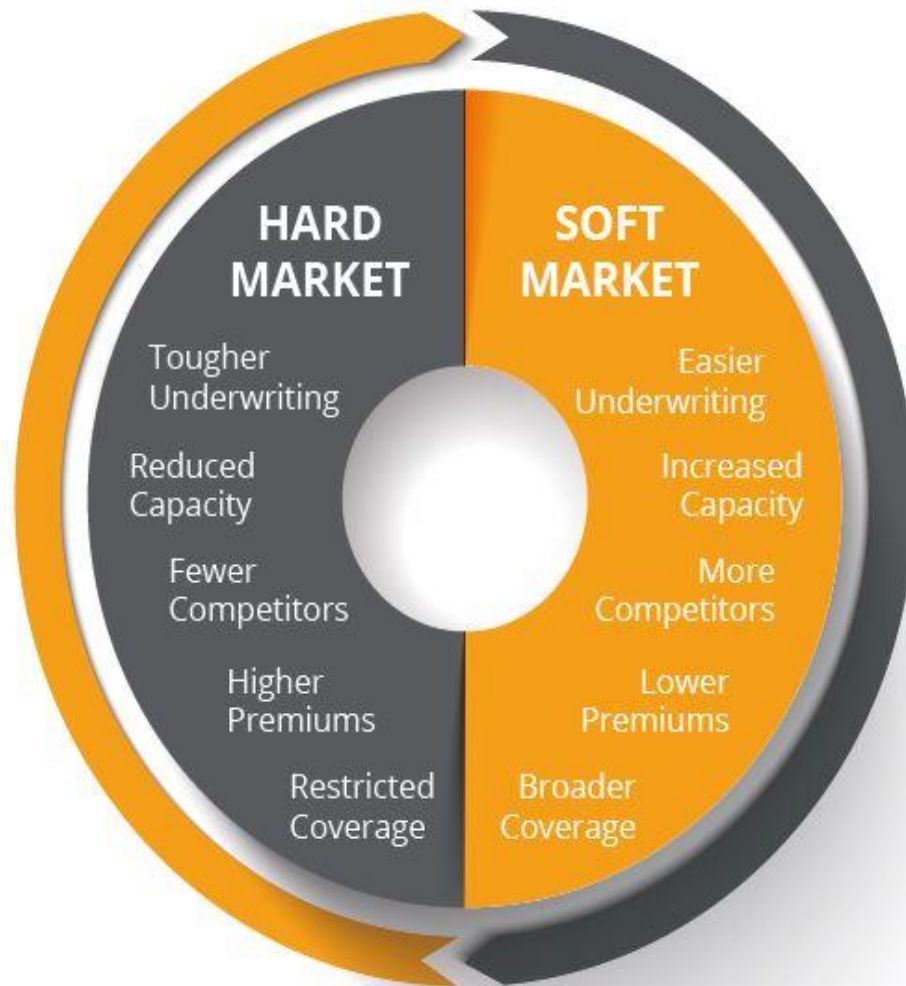 HARD
MARKET
Tougher
Underwriting
Reduced
Capacity
Fewer
Competitors
Higher
Premiums
Restricted
Coverage
SOFT
MARKET
Easier
Underwriting
Increased
Capacity
More
Competitors
Lower
Premiums
Broader
Coverage